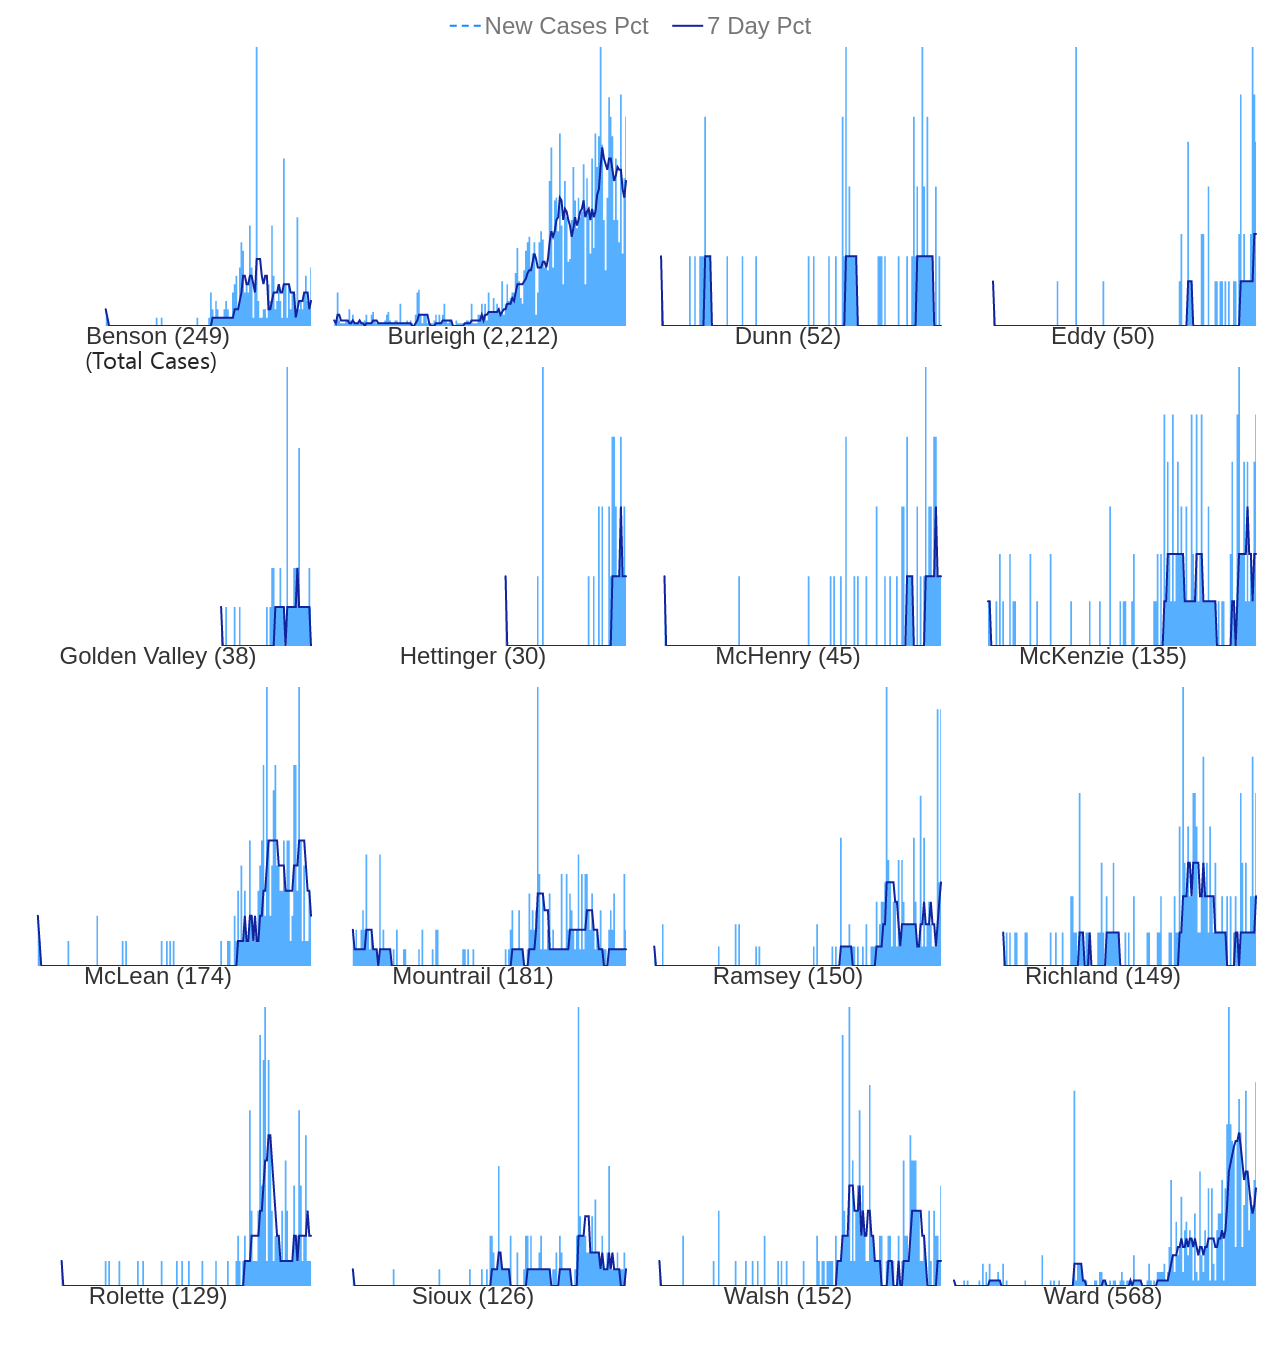 New Cases Pct 7 Day Pct
Benson (249) Burleigh (2,212) Dunn (52) Eddy (50)
(Total Cases)
Golden Valley (38) Hettinger (30) McHenry (45) McKenzie (135)
McLean (174) Mountrail (181) Ramsey (150) Richland (149)
Rolette (129) Sioux (126) Walsh (152) Ward (568)